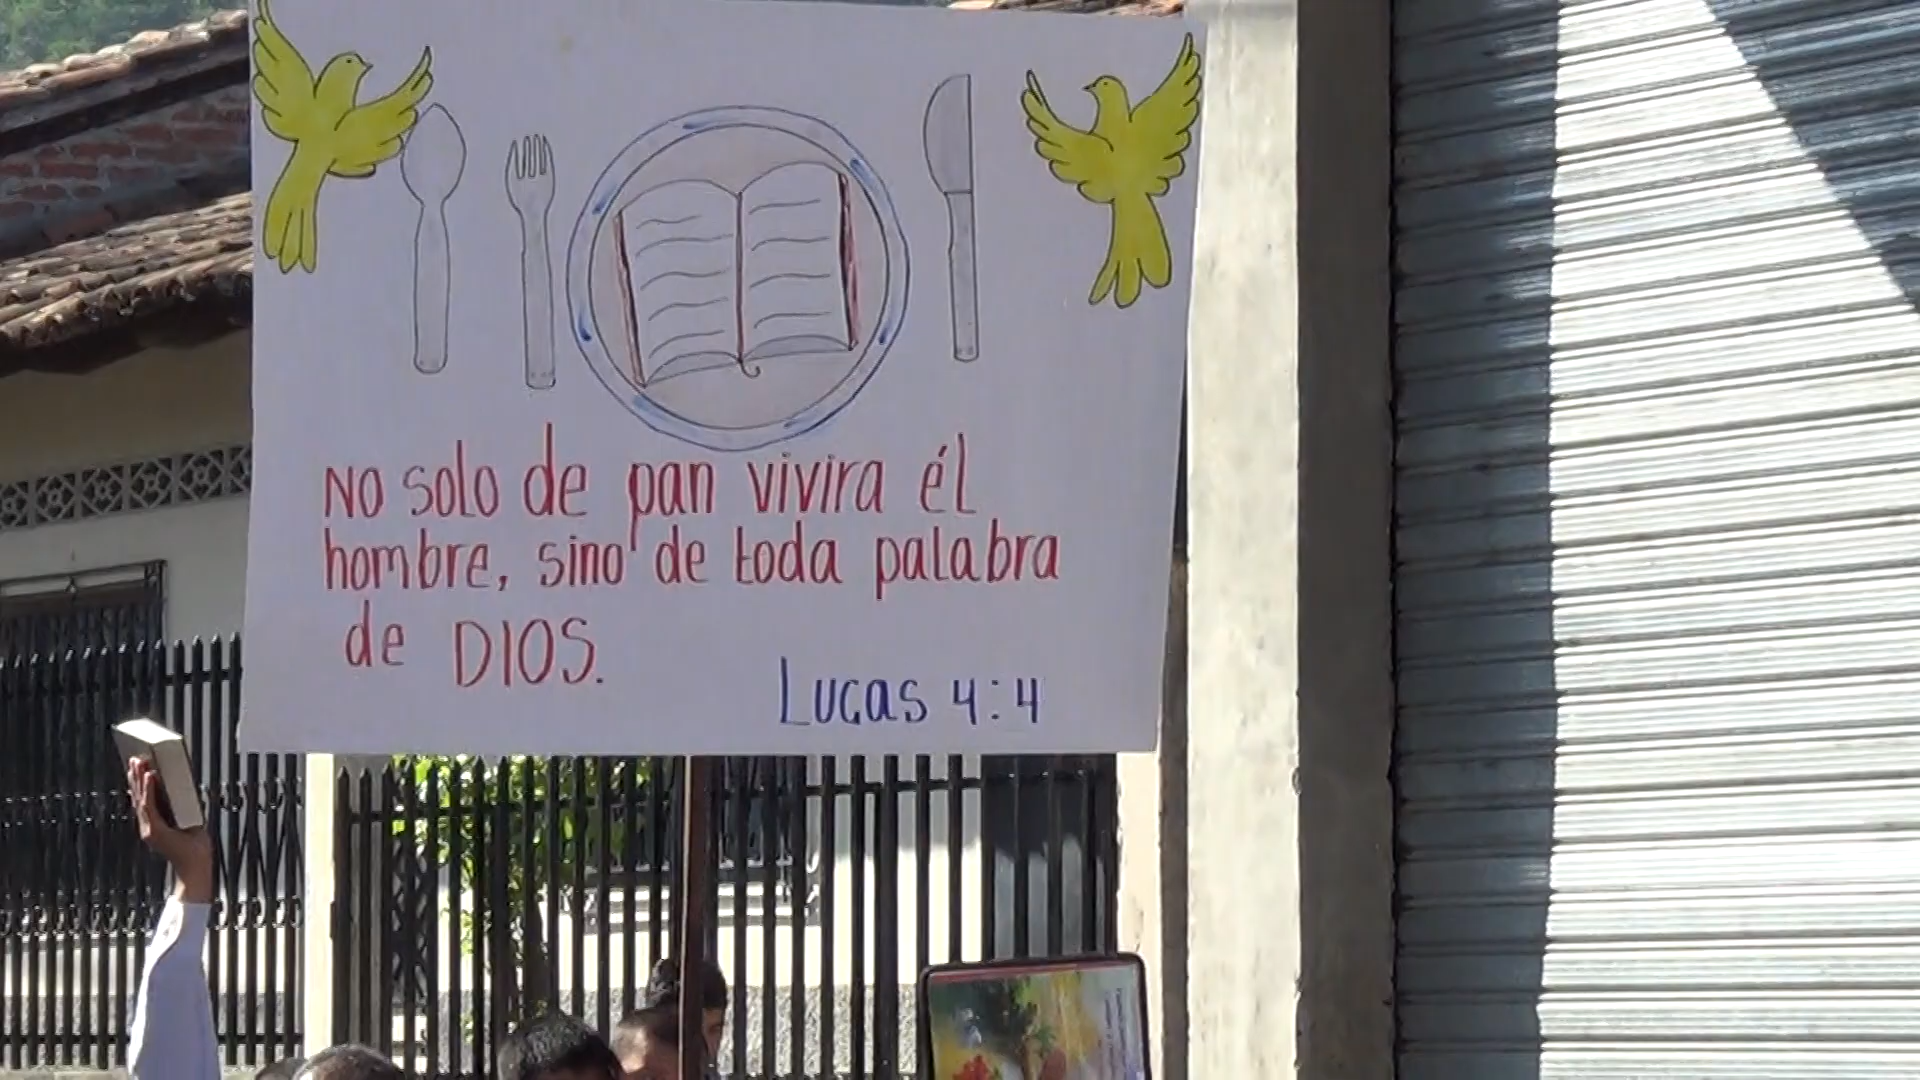 No solo de pan vivira él
hombre, sino de toda palabra
de DIOS.
Lucas 4:4